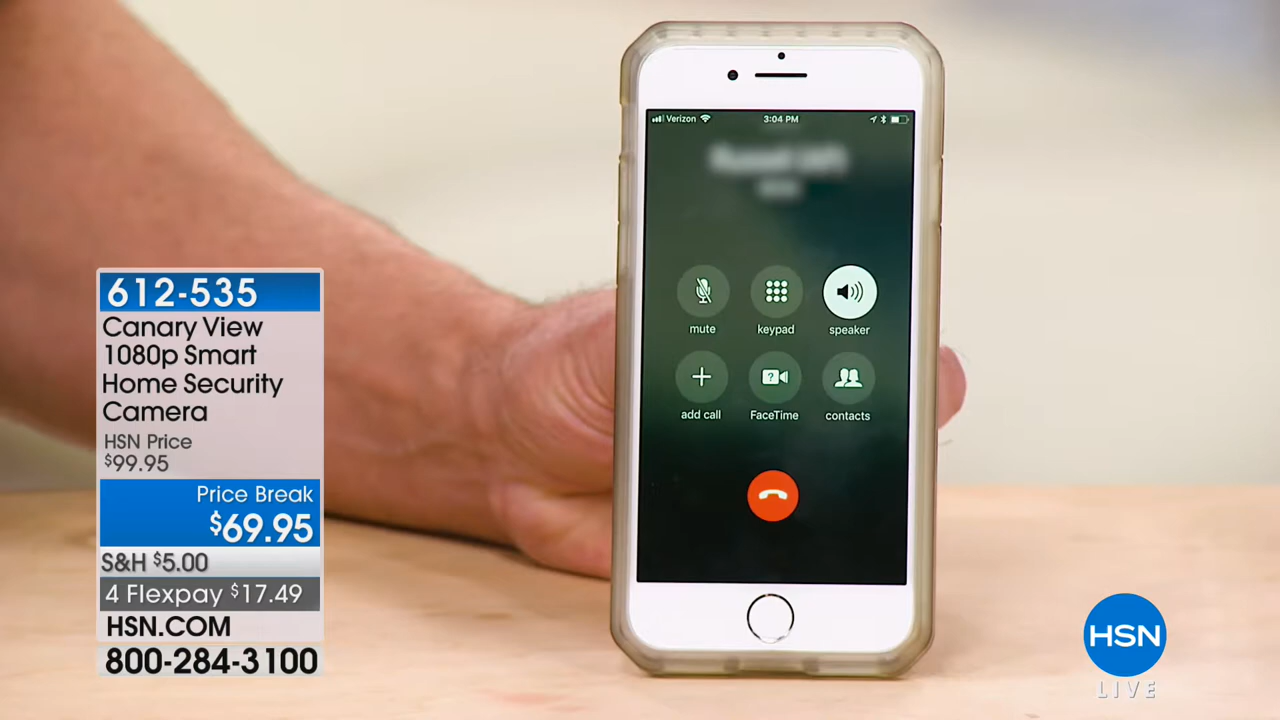 612-535
Canary View
1080p Smart
Home Security
Camera
HSN Price
$99.95
Price Break
$69.95
S&H $5.00
4 Flexpay $17.49
HSN.COM
800-284-3100
Verizon 3:04 PM
mute keypad speaker
add call FaceTime contacts
HSN
LIVE